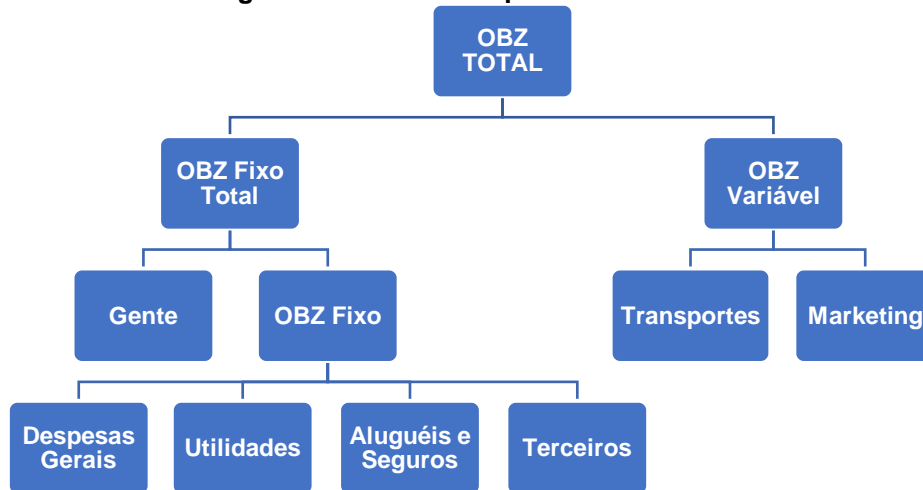 OBZ
TOTAL
OBZ Fixo
Total
OBZ
Variável
Gente
OBZ Fixo
Transportes
Marketing
Despesas
Gerais
Utilidades
Aluguéis e
Seguros
Terceiros